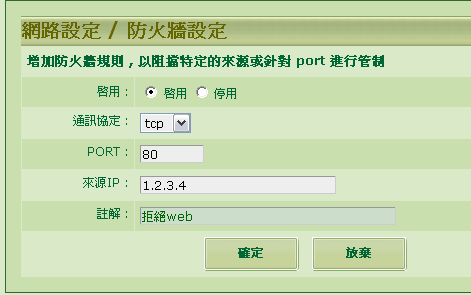 網路設定 / 防火牆設定
增加防火牆規則，以阻擋特定的來源或針對 port 進行管制
啟用： 啟用 停用
通訊協定： tcp
PORT： 80
來源IP： 1.2.3.4
註解： 拒絕web
確定 放棄